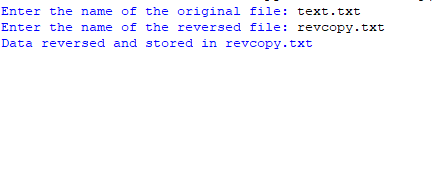 Enter the name of the original file: text.txt
Enter the name of the reversed file: revcopy.txt
Data reversed and stored in revcopy.txt